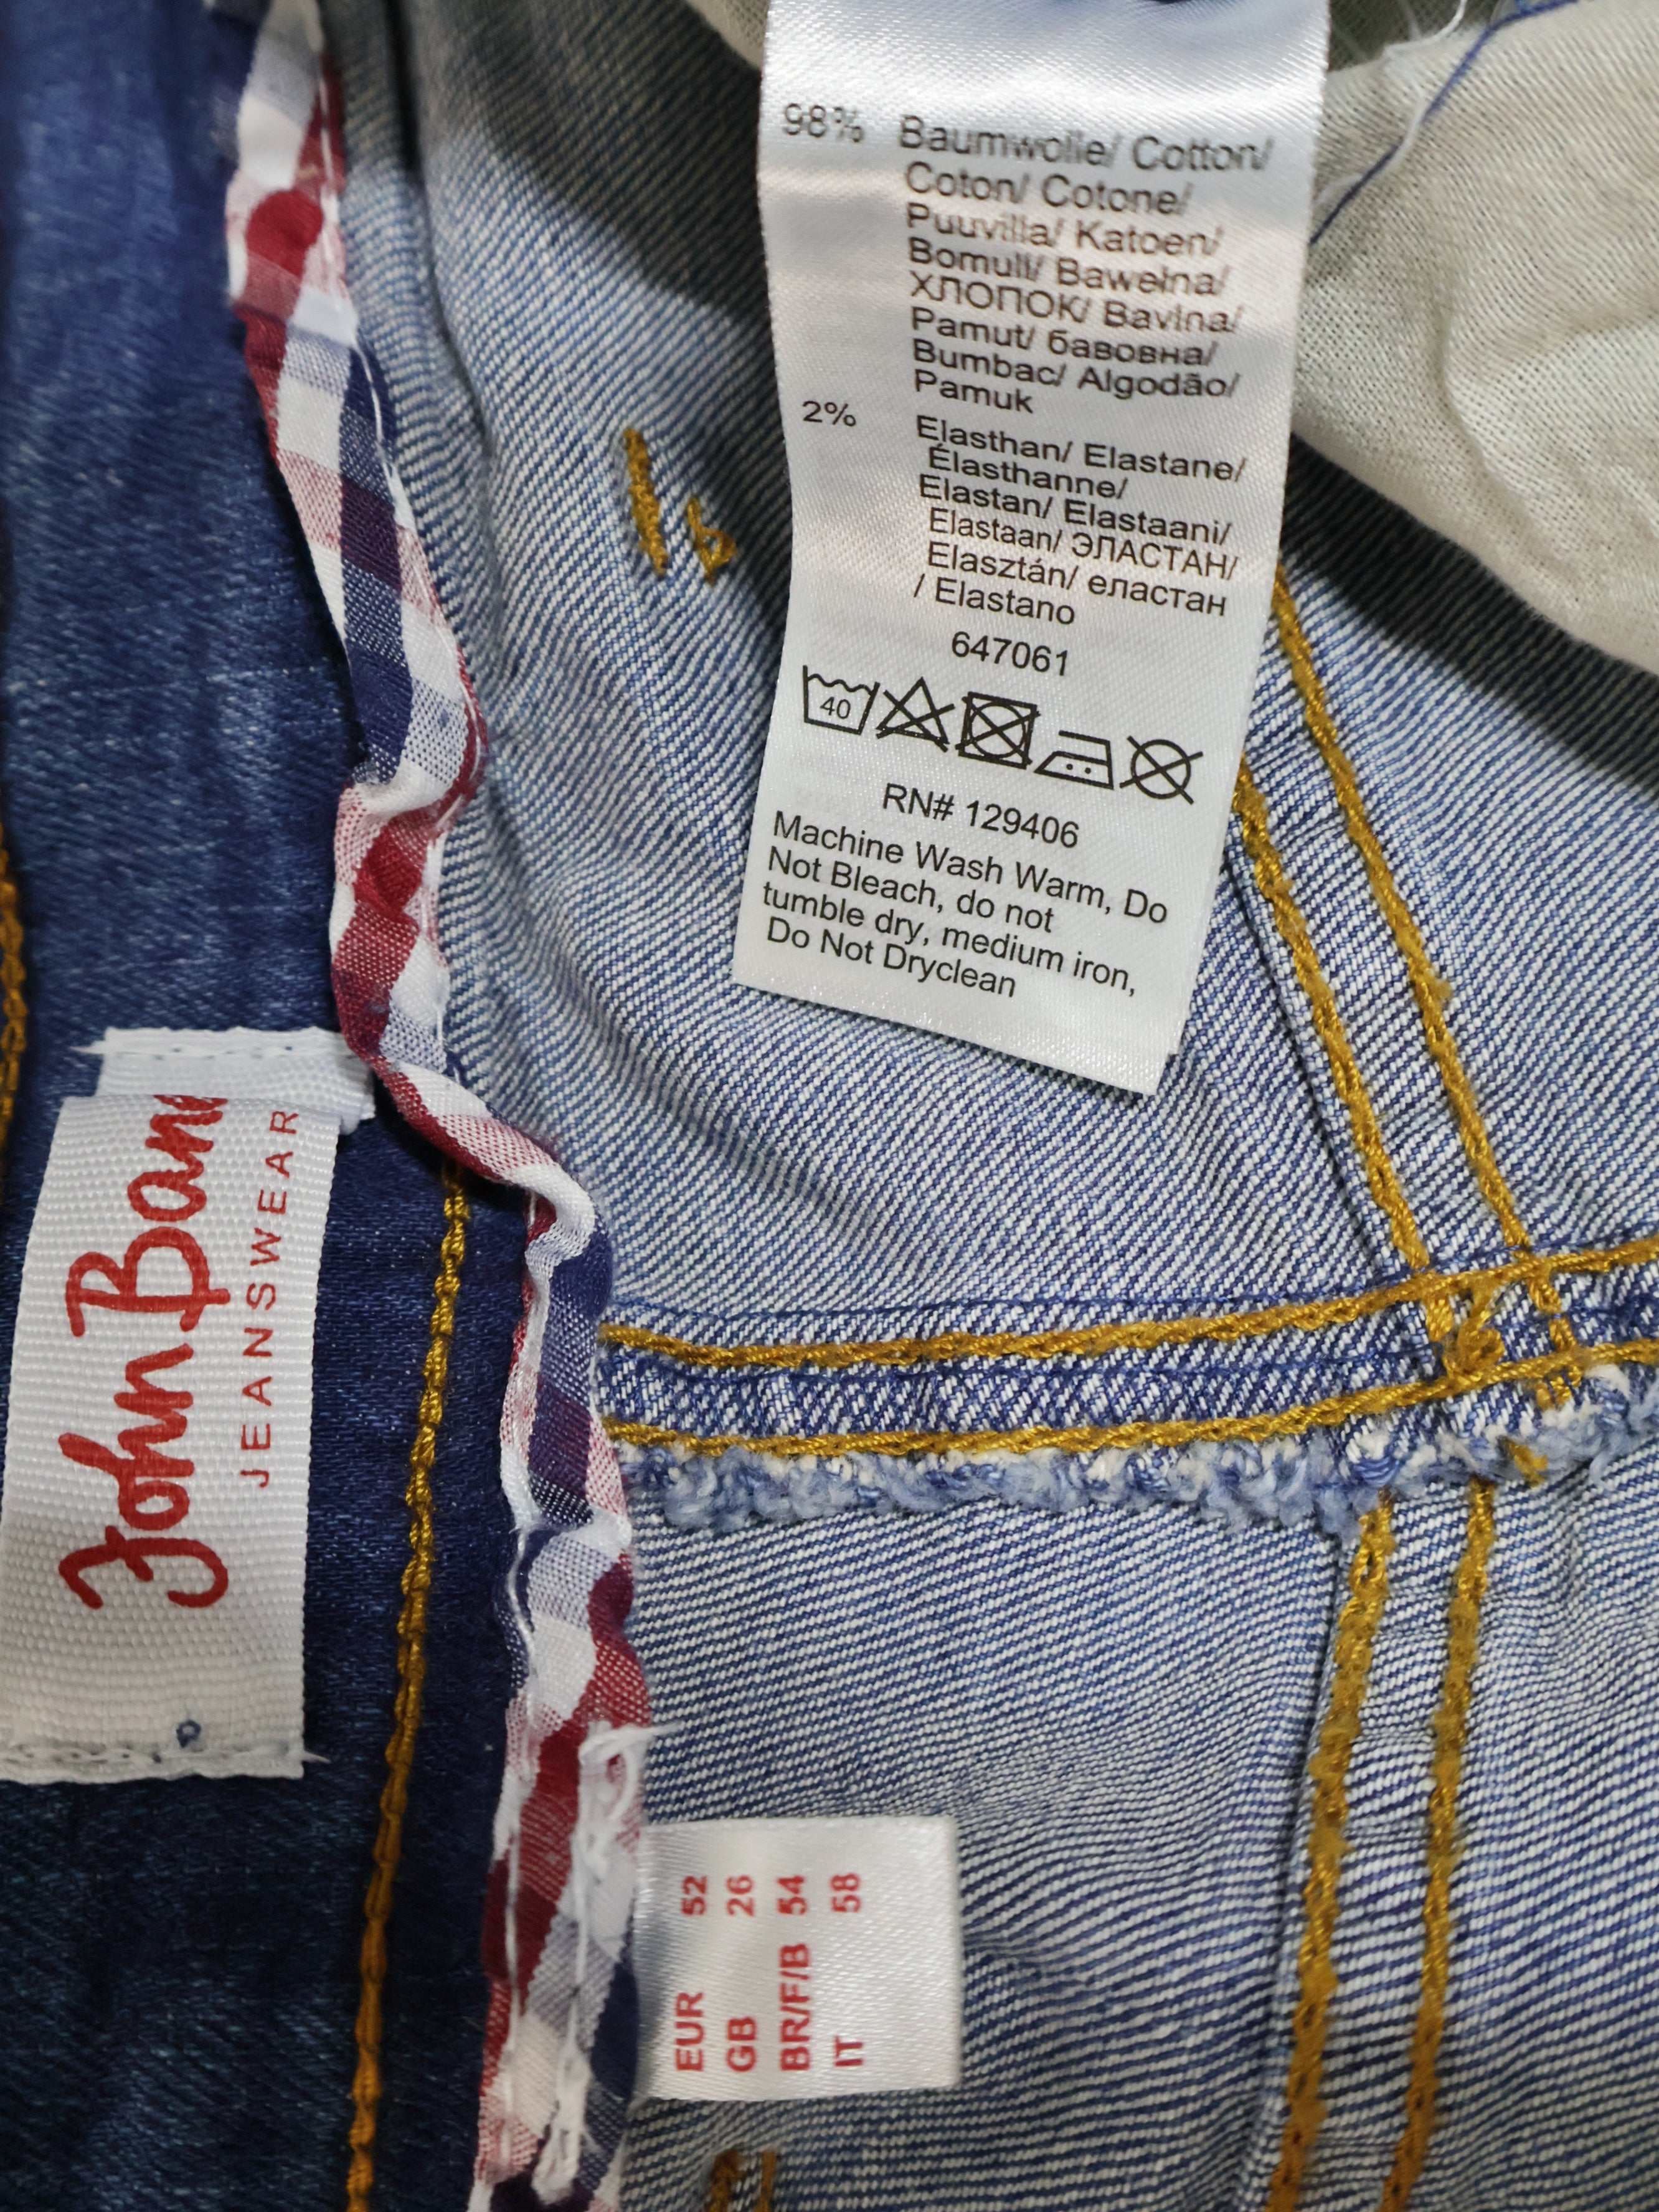 98% Baumwolle/ Cotton/
Coton/ Cotone/
Puuvilla/ Katoen/
Bomull/ Bawełna/
ХЛОПОК/ Bavlna/
Pamut/ бавовна/
Bumbac/ Algodão/
Pamuk
2% Elasthan/ Elastane/
Élasthanne/
Elastan/ Elastaani/
Elastaan/ ЭЛАСТАН/
Elasztán/ еластан
/ Elastano
647061
40
RN# 129406
Machine Wash Warm, Do
Not Bleach, do not
tumble dry, medium iron,
Do Not Dryclean
John
JEANSWEAR
EUR 52
GB 26
BR/F/B 54
IT 58